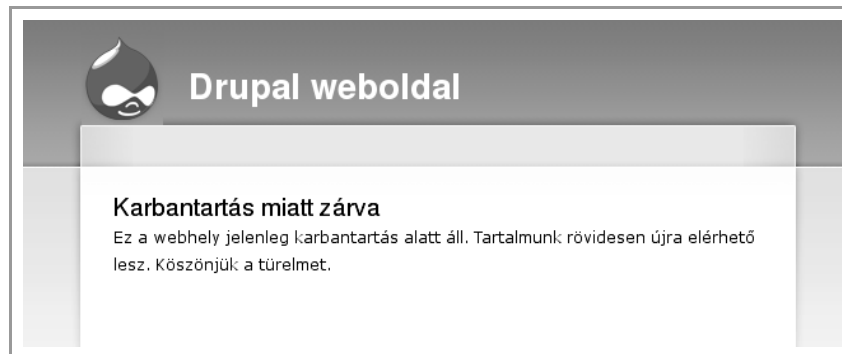 Drupal weboldal
Karbantartás miatt zárva
Ez a webhely jelenleg karbantartás alatt áll. Tartalmunk rövidesen újra elérhető
lesz. Köszönjük a türelmet.